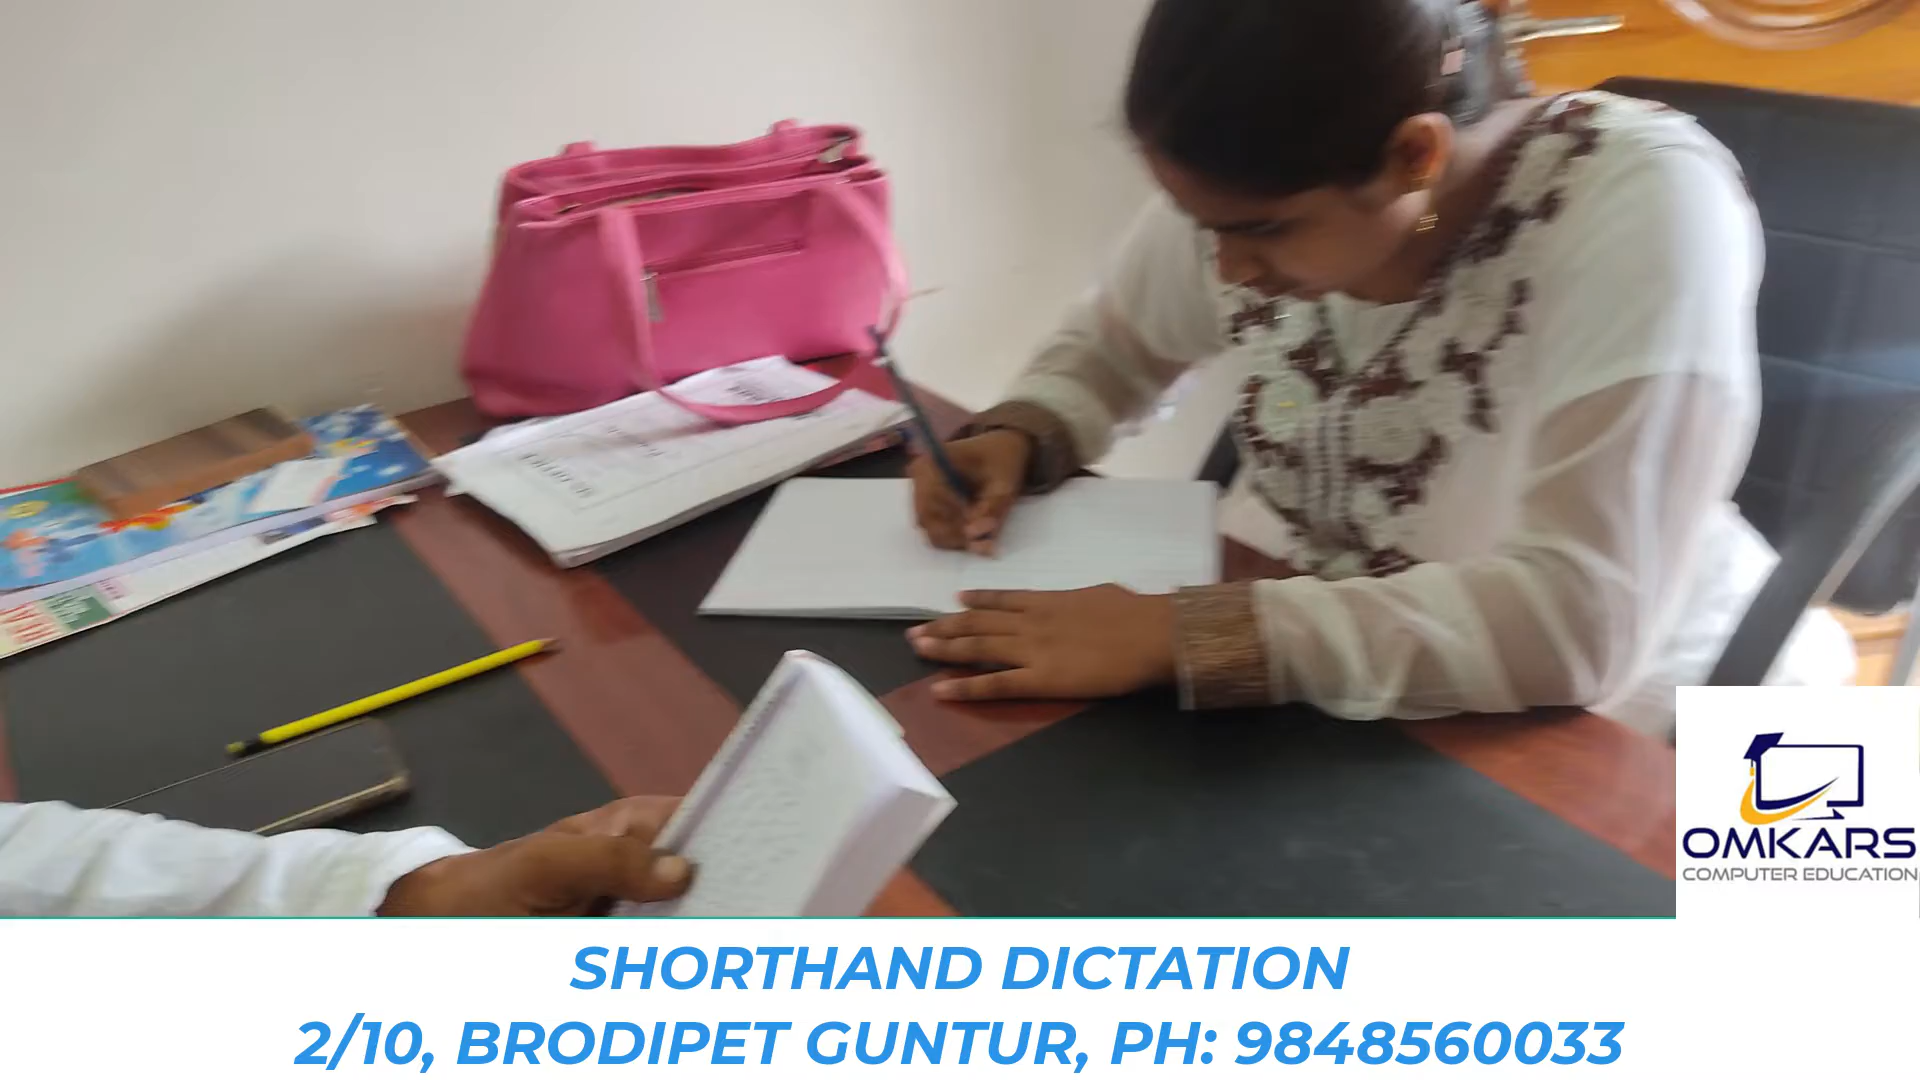 OMKARS
COMPUTER EDUCATION
SHORTHAND DICTATION
2/10, BRODIPET GUNTUR, PH: 9848560033